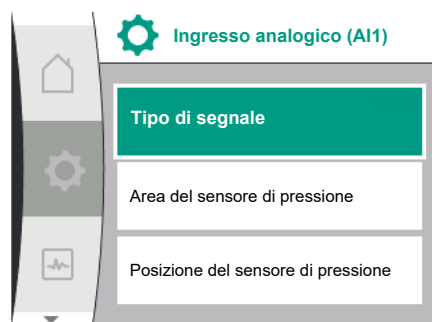 Ingresso analogico (AI1)
Tipo di segnale
Area del sensore di pressione
Posizione del sensore di pressione